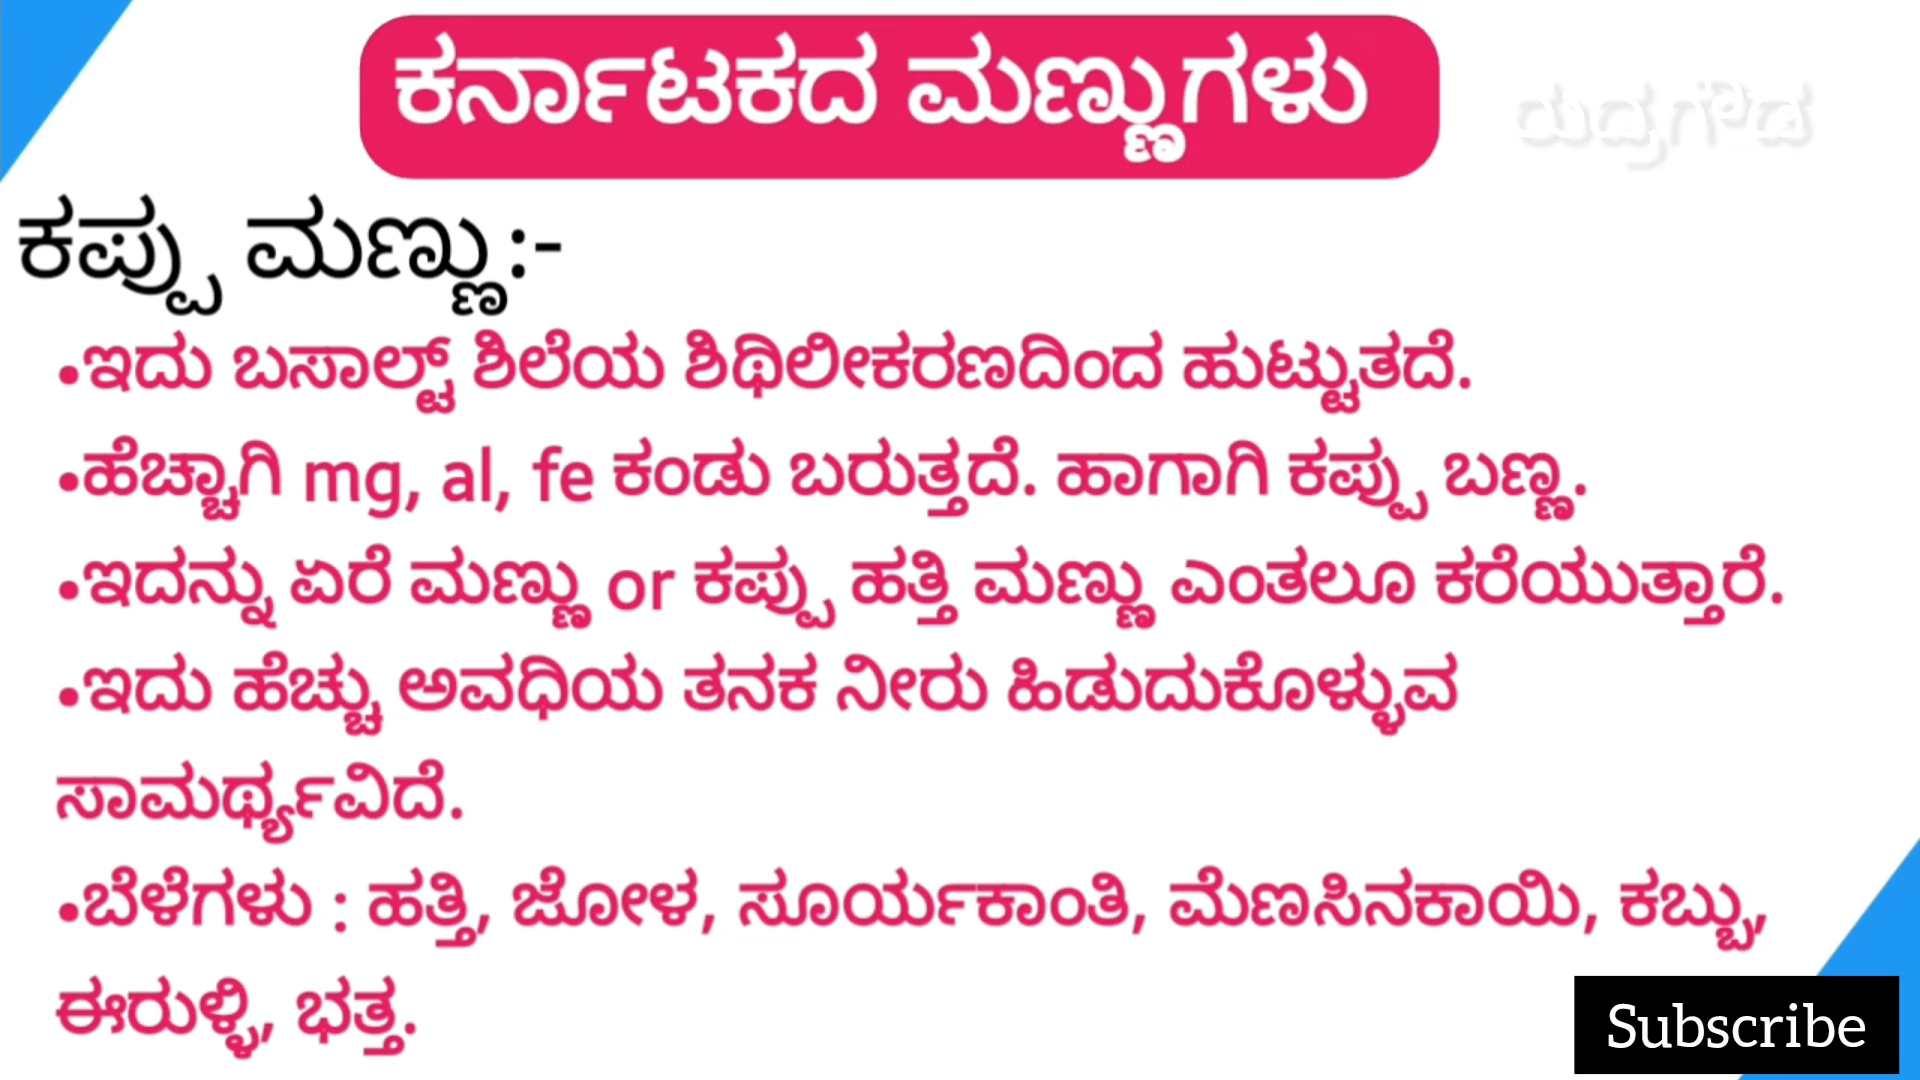 ಕರ್ನಾಟಕದ ಮಣ್ಣುಗಳು
ರುದ್ರಗೌಡ
ಕಪ್ಪು ಮಣ್ಣು:-
•ಇದು ಬಸಾಲ್ಟ್ ಶಿಲೆಯ ಶಿಥಿಲೀಕರಣದಿಂದ ಹುಟ್ಟುತದೆ.
•ಹೆಚ್ಚಾಗಿ mg, al, fe ಕಂಡು ಬರುತ್ತದೆ. ಹಾಗಾಗಿ ಕಪ್ಪು ಬಣ್ಣ.
•ಇದನ್ನು ಏರೆ ಮಣ್ಣು or ಕಪ್ಪು ಹತ್ತಿ ಮಣ್ಣು ಎಂತಲೂ ಕರೆಯುತ್ತಾರೆ.
•ಇದು ಹೆಚ್ಚು ಅವಧಿಯ ತನಕ ನೀರು ಹಿಡುದುಕೊಳ್ಳುವ
ಸಾಮರ್ಥ್ಯವಿದೆ.
•ಬೆಳೆಗಳು : ಹತ್ತಿ, ಜೋಳ, ಸೂರ್ಯಕಾಂತಿ, ಮೆಣಸಿನಕಾಯಿ, ಕಬ್ಬು,
ಈರುಳ್ಳಿ, ಭತ್ತ.
Subscribe